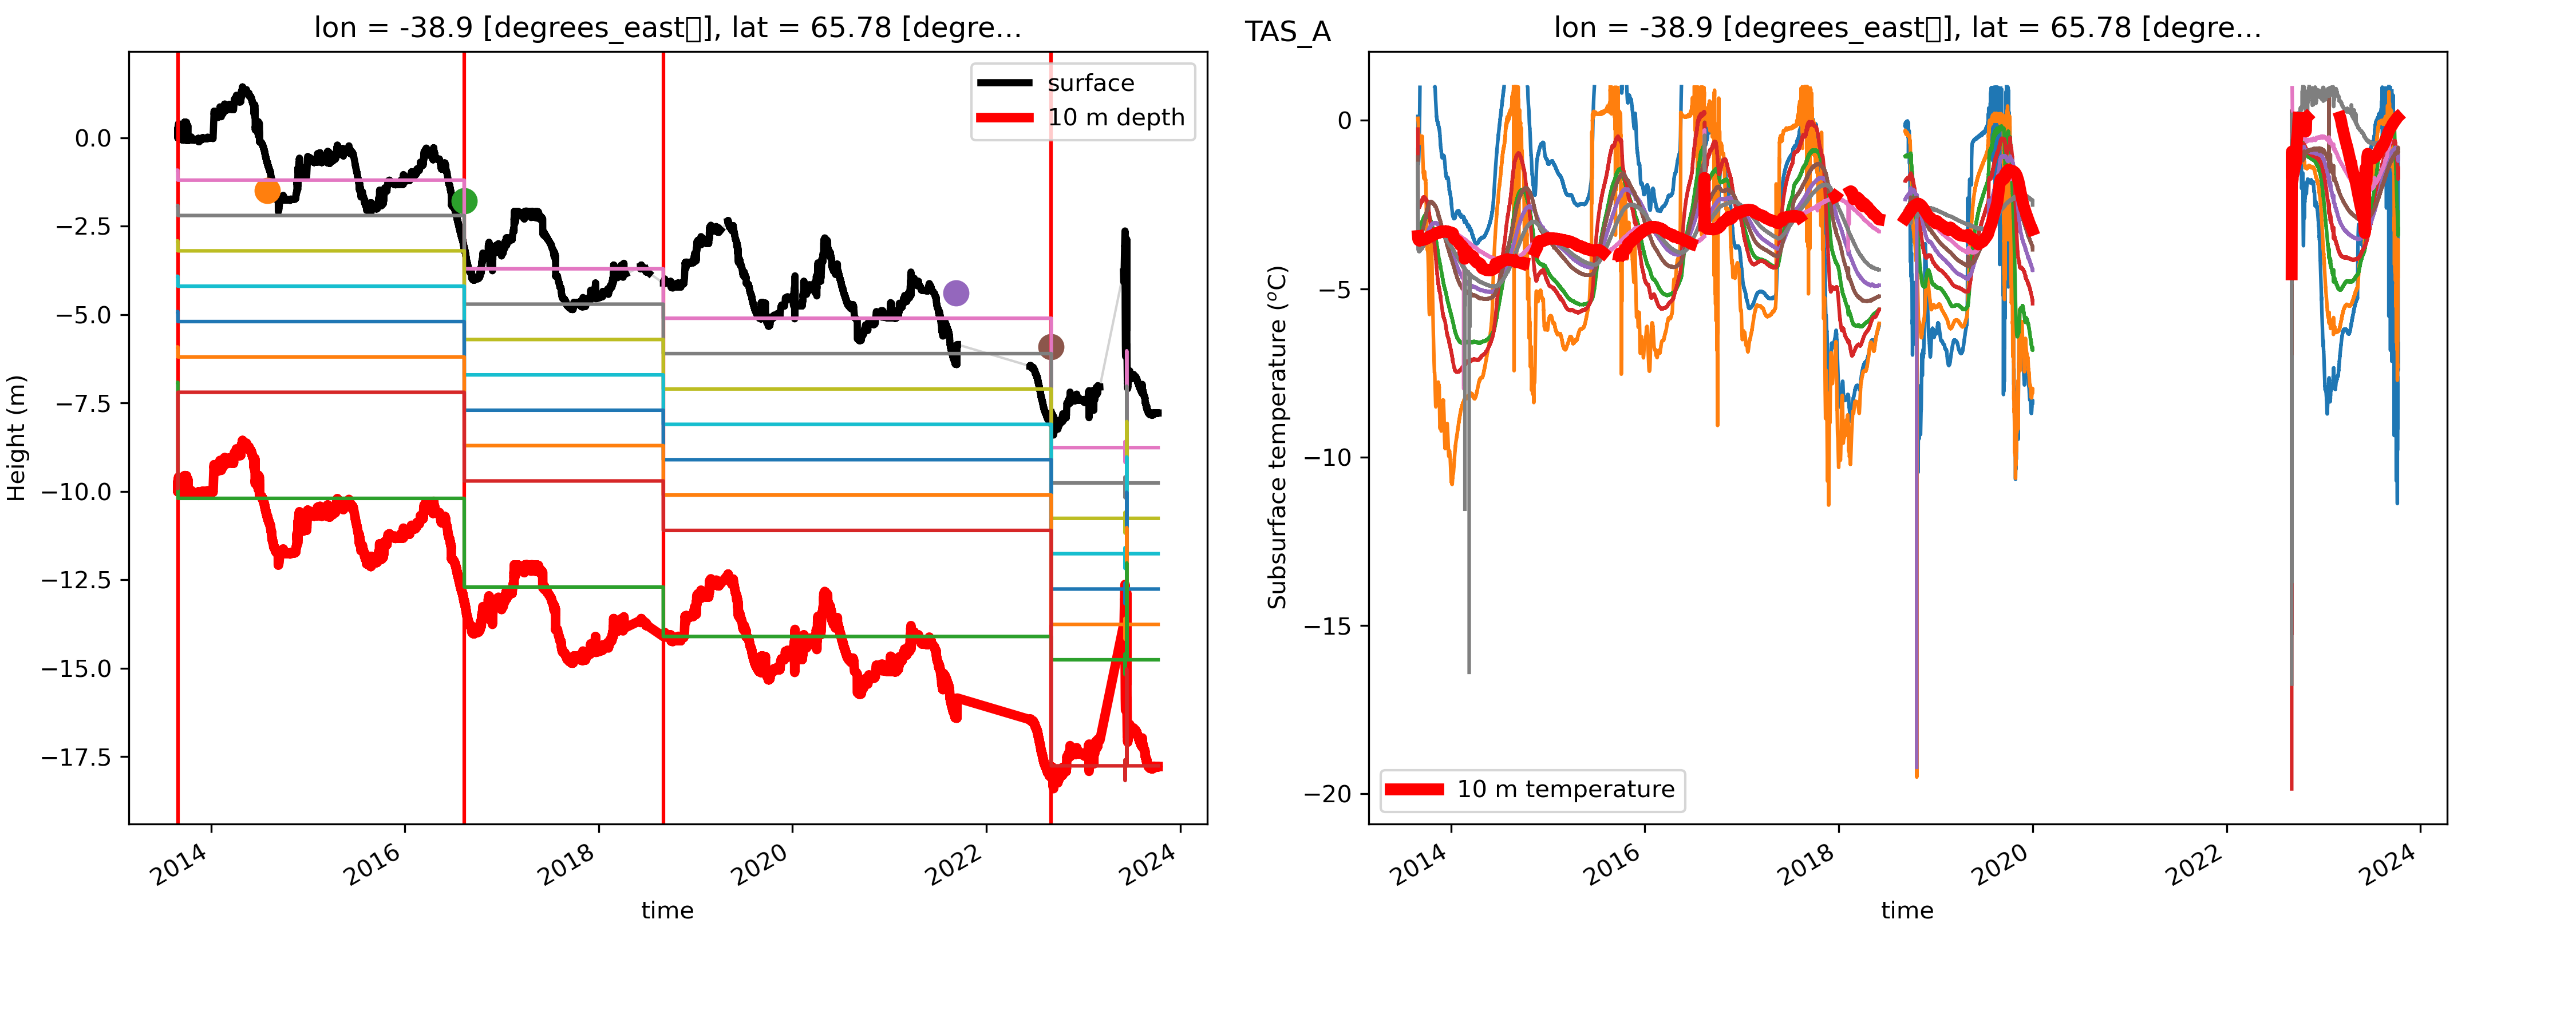 lon = -38.9 [degrees_east▯], lat = 65.78 [degre...
surface
10 m depth
Height (m)
0.0
−2.5
−5.0
−7.5
−10.0
−12.5
−15.0
−17.5
2014
2016
2018
2020
2022
2024
time
TAS_A
lon = -38.9 [degrees_east▯], lat = 65.78 [degre...
Subsurface temperature (°C)
0
−5
−10
−15
−20
10 m temperature
2014
2016
2018
2020
2022
2024
time